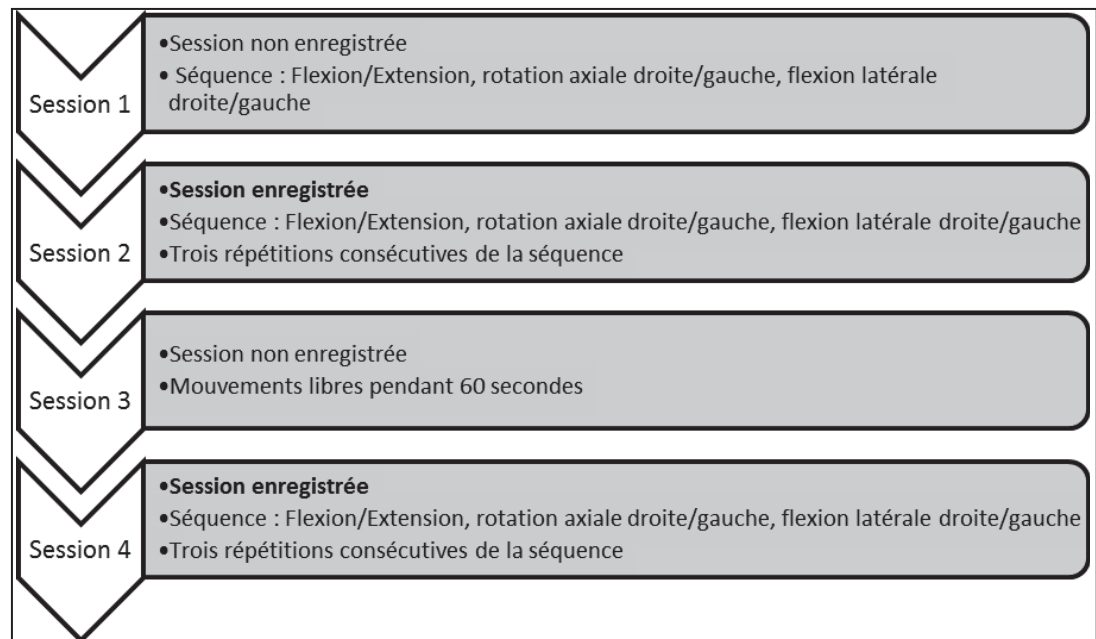 Session 1
•Session non enregistrée
• Séquence : Flexion/Extension, rotation axiale droite/gauche, flexion latérale
droite/gauche
Session 2
•Session enregistrée
•Séquence : Flexion/Extension, rotation axiale droite/gauche, flexion latérale droite/gauche
•Trois répétitions consécutives de la séquence
Session 3
•Session non enregistrée
•Mouvements libres pendant 60 secondes
Session 4
•Session enregistrée
•Séquence : Flexion/Extension, rotation axiale droite/gauche, flexion latérale droite/gauche
•Trois répétitions consécutives de la séquence